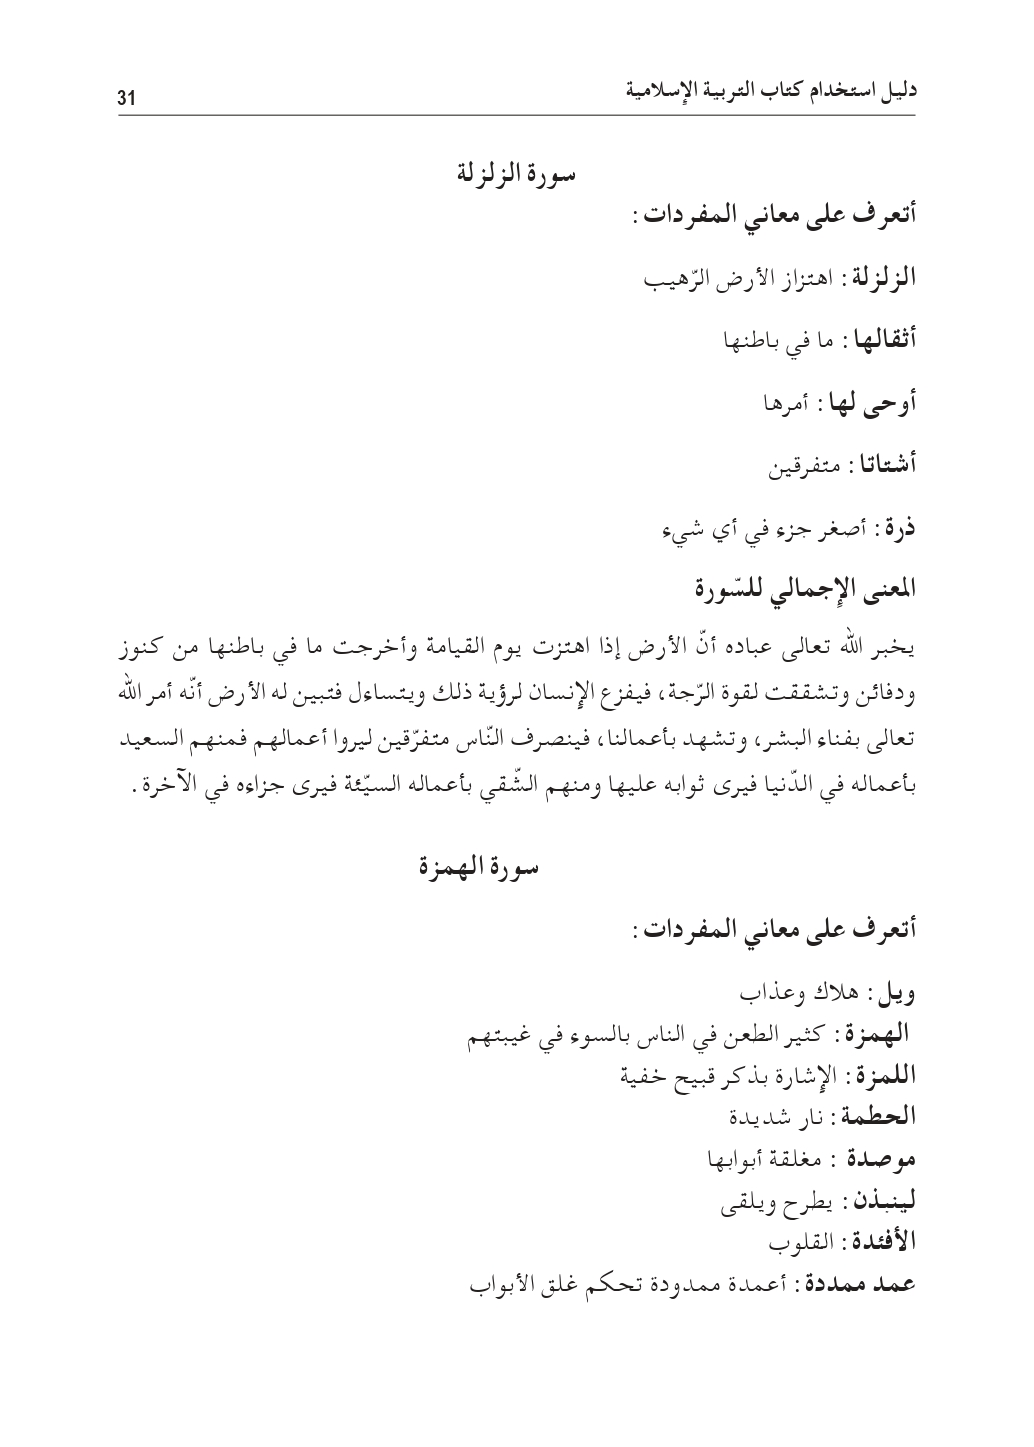 دليل استخدام كتاب التربية الإسلامية
31
سورة الزلزلة
أتعرف على معاني المفردات :
الزلزلة : اهتزاز الأرض الرّهيب
أثقالها : ما في باطنها
أوحى لها : أمرها
أشتاتا : متفرقين
ذرة : أصغر جزء في أي شيء
المعنى الإجمالي للسّورة
يخبر الله تعالى عباده أنّ الأرض إذا اهتزت يوم القيامة وأخرجت ما في باطنها من كنوز
ودفائن وتشققت لقوة الرّجة، فيفزع الإنسان لرؤية ذلك ويتساءل فتبين له الأرض أنّه أمر الله
تعالى بفناء البشر، وتشهد بأعمالنا، فينصرف النّاس متفرّقين ليروا أعمالهم فمنهم السعيد
بأعماله في الدّنيا فيرى ثوابه عليها ومنهم الشّقي بأعماله السيّئة فيرى جزاءه في الآخرة .
سورة الهمزة
أتعرف على معاني المفردات :
ويل : هلاك وعذاب
الهمزة : كثير الطعن في الناس بالسوء في غيبتهم
اللمزة : الإشارة بذكر قبيح خفية
الحطمة : نار شديدة
موصدة : مغلقة أبوابها
لينبذن : يطرح ويلقى
الأفئدة : القلوب
عمد ممددة : أعمدة ممدودة تحكم غلق الأبواب